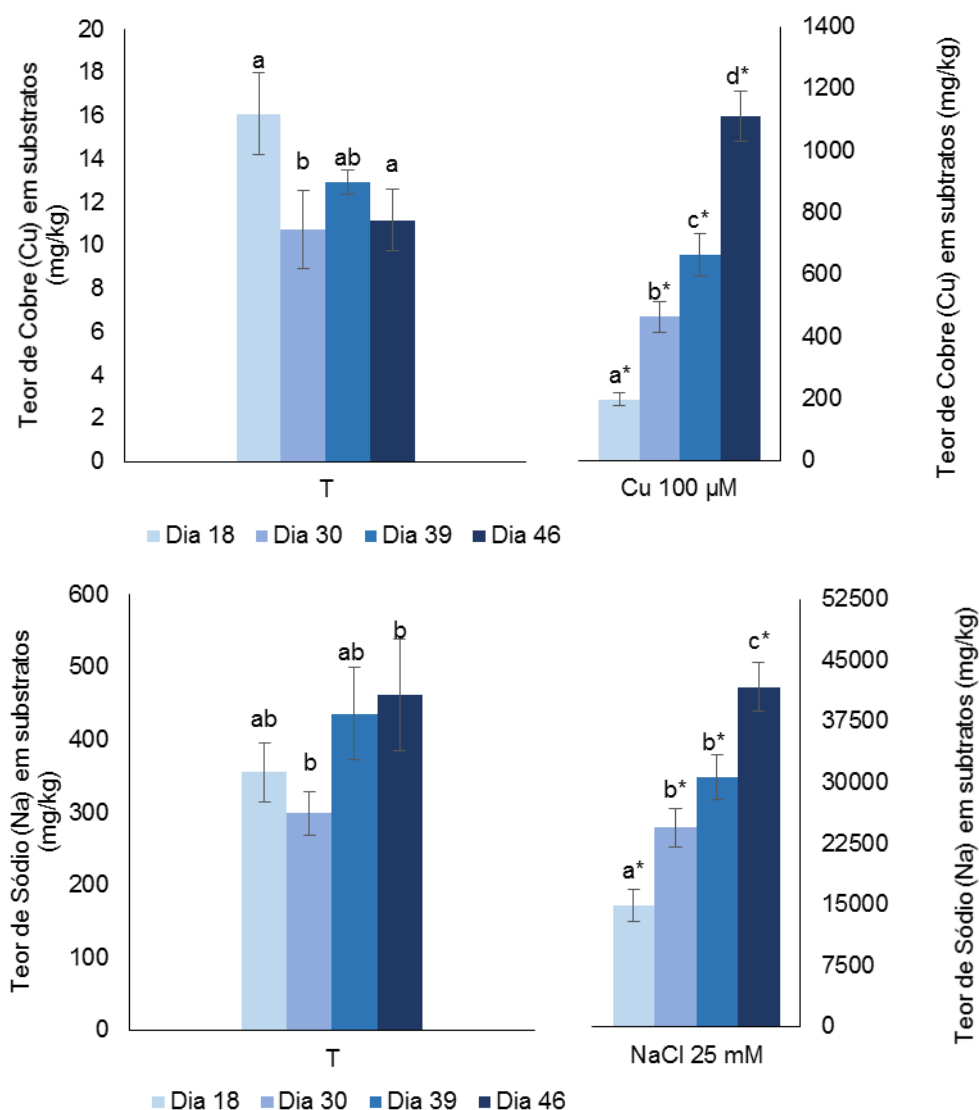 Teor de Cobre (Cu) em substratos
(mg/kg)
20
18
16
14
12
10
8
6
4
2
0
a
b
ab
a
T
a*
b*
c*
d*
Cu 100 µM
1400
1200
1000
800
600
400
200
0
Teor de Cobre (Cu) em subtratos (mg/kg)
Dia 18 Dia 30 Dia 39 Dia 46
Teor de Sódio (Na) em substratos
(mg/kg)
600
500
400
300
200
100
0
ab
b
ab
b
T
a*
b*
b*
c*
NaCl 25 mM
52500
45000
37500
30000
22500
15000
7500
0
Teor de Sódio (Na) em subtratos (mg/kg)
Dia 18 Dia 30 Dia 39 Dia 46